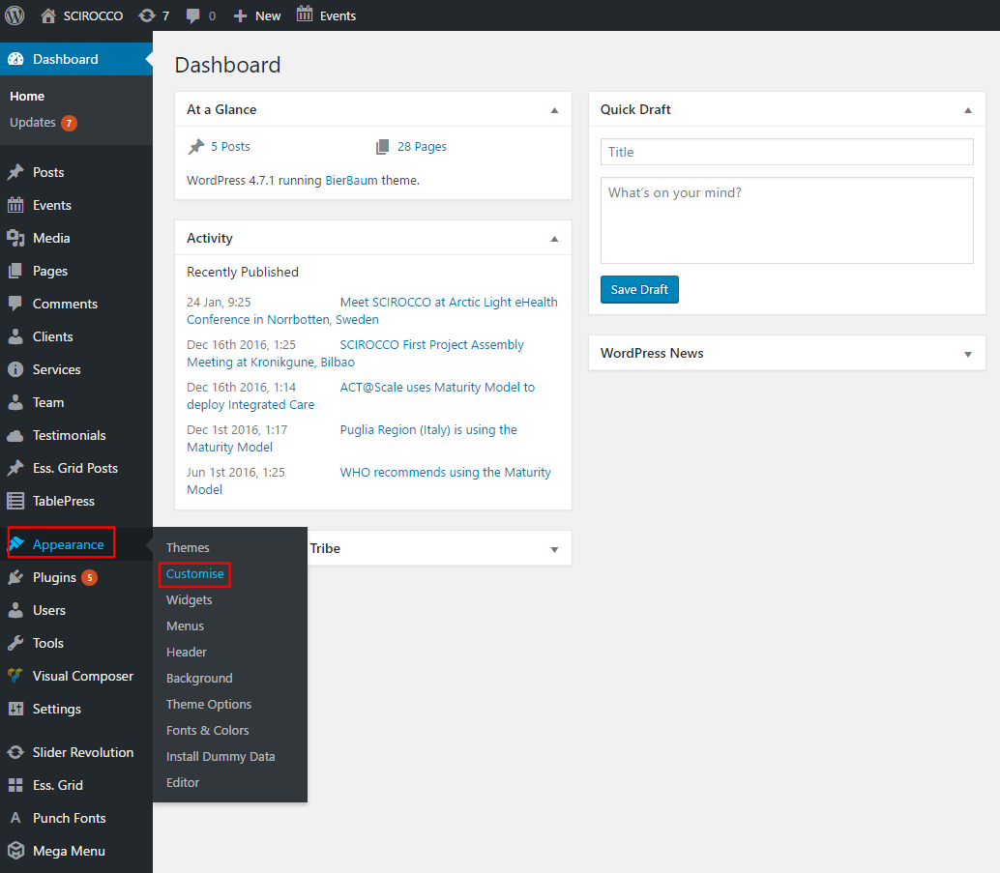 SCIROCCO 7 0 New Events
Dashboard
Home
Updates 7
Posts
Events
Media
Pages
Comments
Clients
Services
Team
Testimonials
Ess. Grid Posts
TablePress
Appearance
Plugins 5
Users
Tools
Visual Composer
Settings
Slider Revolution
Ess. Grid
Punch Fonts
Mega Menu
Themes
Customise
Widgets
Menus
Header
Background
Theme Options
Fonts & Colors
Install Dummy Data
Editor
Dashboard
At a Glance
5 Posts 28 Pages
WordPress 4.7.1 running BierBaum theme.
Activity
Recently Published
24 Jan, 9:25 Meet SCIROCCO at Arctic Light eHealth
Conference in Norrbotten, Sweden
Dec 16th 2016, 1:25 SCIROCCO First Project Assembly
Meeting at Kronikgune, Bilbao
Dec 16th 2016, 1:14 ACT@Scale uses Maturity Model to
deploy Integrated Care
Dec 1st 2016, 1:17 Puglia Region (Italy) is using the
Maturity Model
Jun 1st 2016, 1:25 WHO recommends using the Maturity
Model
Tribe
Quick Draft
Title
What's on your mind?
Save Draft
WordPress News